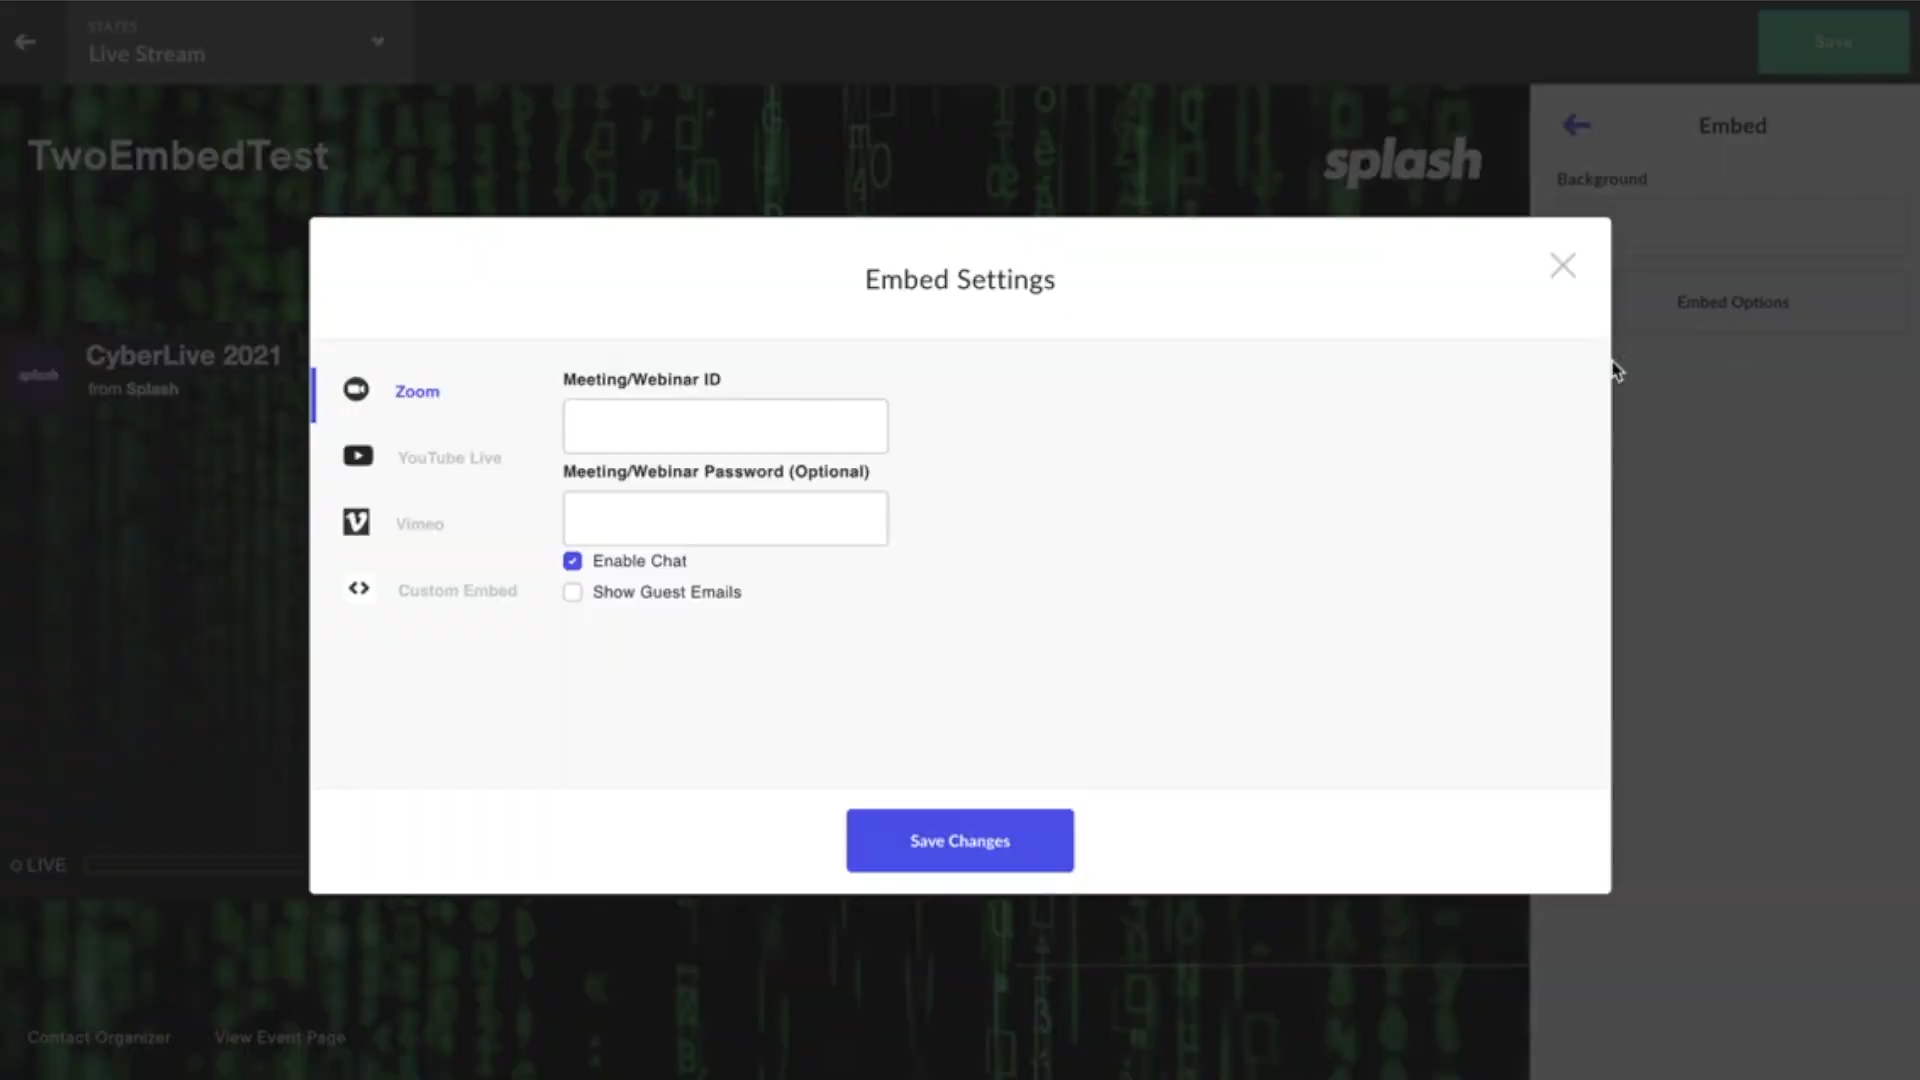 STATES
Live Stream
Save
TwoEmbedTest
splash
Embed
Background
Embed Settings
Embed Options
CyberLive 2021
splash
from Splash
Zoom
YouTube Live
Vimeo
Custom Embed
Meeting/Webinar ID
Meeting/Webinar Password (Optional)
Enable Chat
Show Guest Emails
Save Changes
LIVE
Contact Organizer
View Event Page